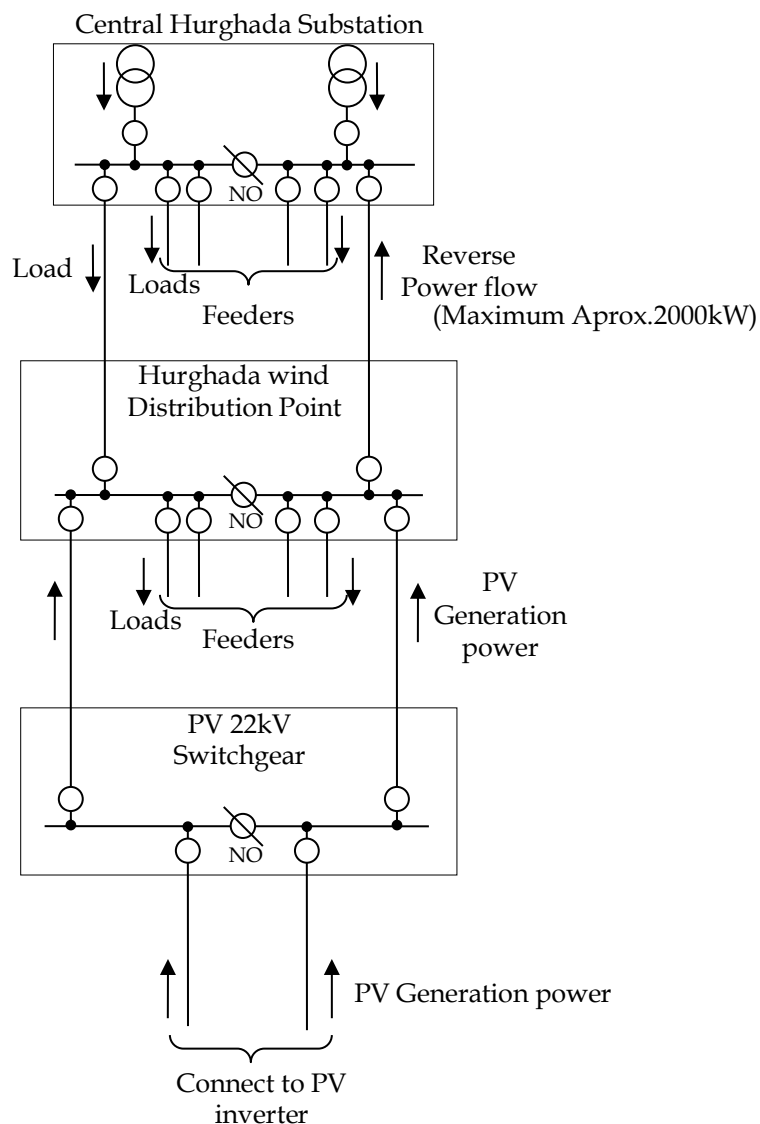 Central Hurghada Substation
NO
Load
Loads
Feeders
Reverse
Power flow
(Maximum Aprox.2000kW)
Hurghada wind
Distribution Point
NO
Loads
Feeders
PV
Generation
power
PV 22kV
Switchgear
NO
PV Generation power
Connect to PV
inverter